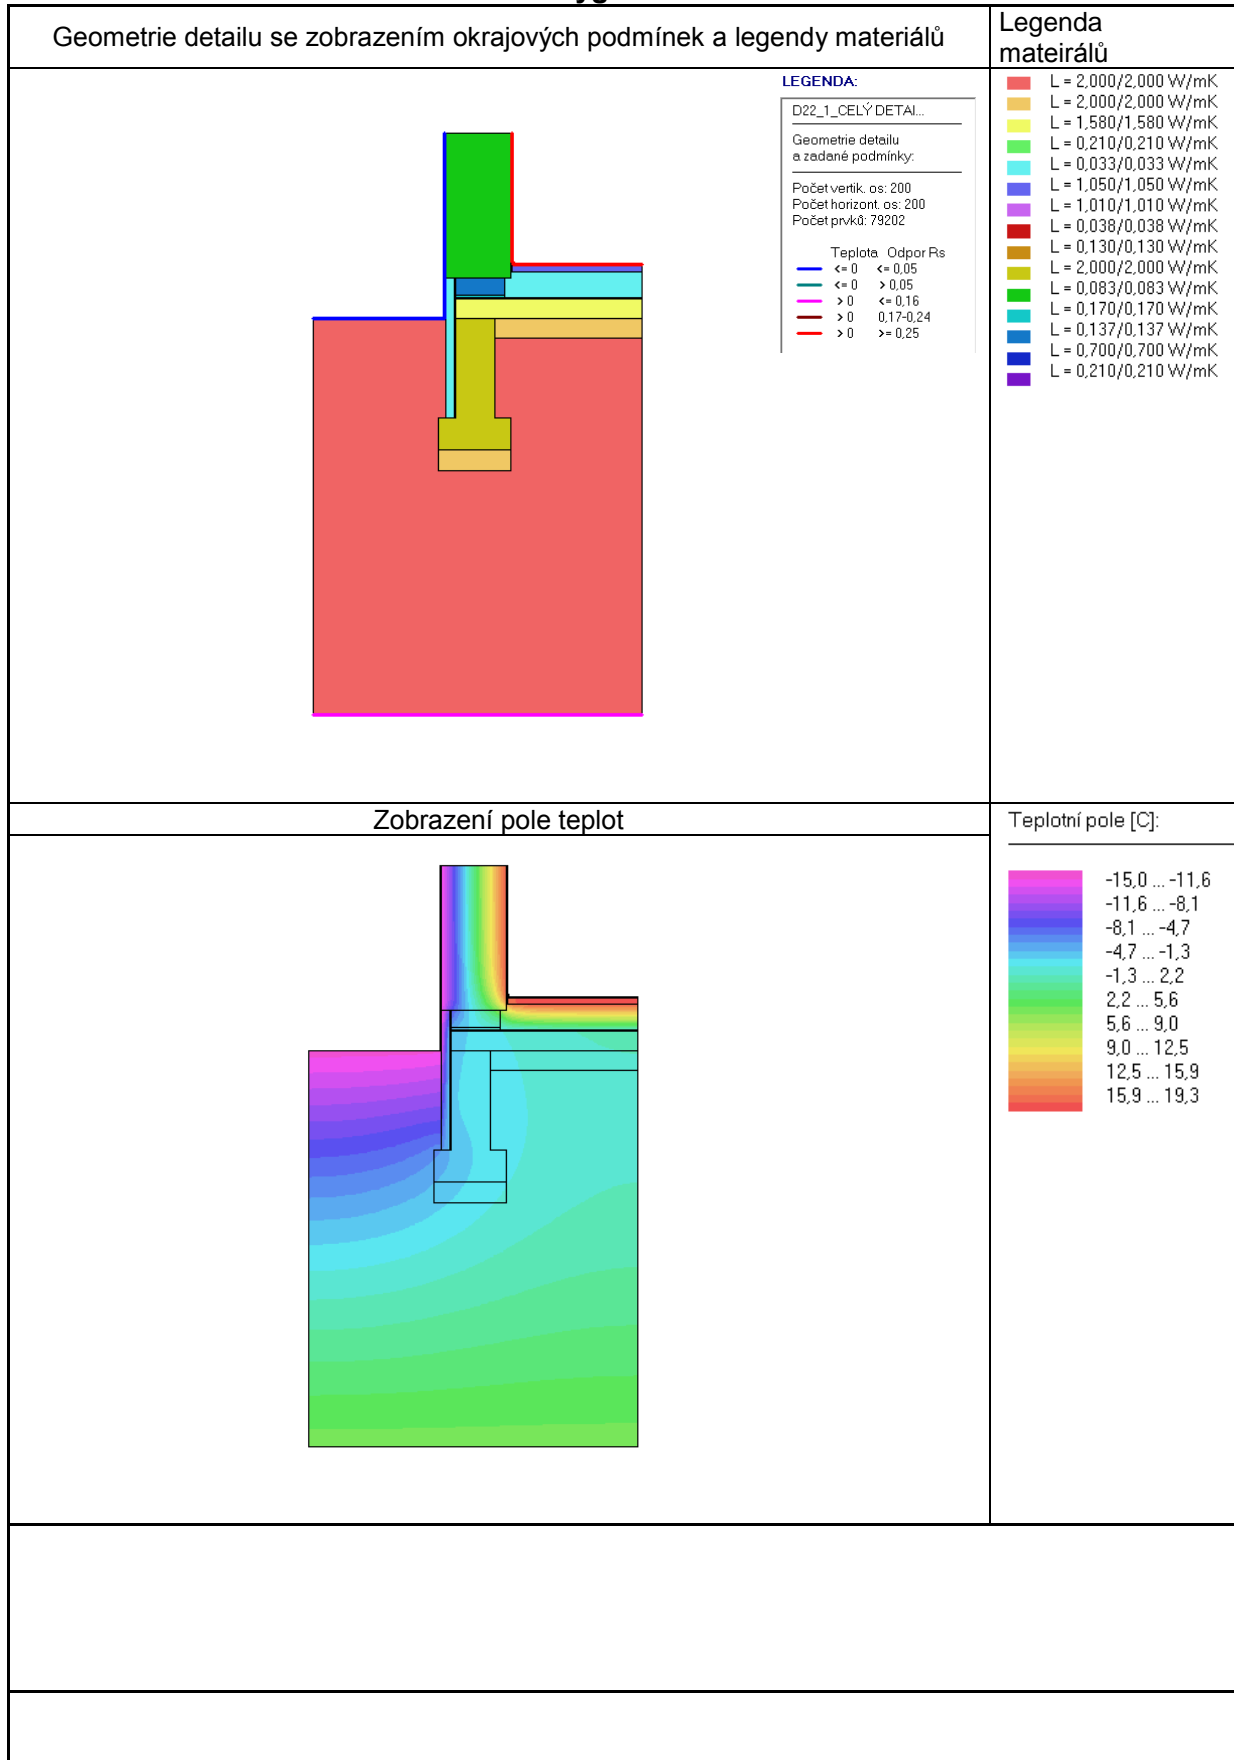 Geometrie detailu se zobrazením okrajových podmínek a legendy materiálů
Legenda
mateirálů
LEGENDA:
D22_1_CELÝ DETAI...
Geometrie detailu
a zadané podmínky:
Počet vertik. os: 200
Počet horizont. os: 200
Počet prvků: 79202
Teplota Odpor Rs
<= 0 <= 0,05
<= 0 > 0,05
> 0 <= 0,16
> 0 0,17-0,24
> 0 >= 0,25
L = 2,000/2,000 W/mK
L = 2,000/2,000 W/mK
L = 1,580/1,580 W/mK
L = 0,210/0,210 W/mK
L = 0,033/0,033 W/mK
L = 1,050/1,050 W/mK
L = 1,010/1,010 W/mK
L = 0,038/0,038 W/mK
L = 0,130/0,130 W/mK
L = 2,000/2,000 W/mK
L = 0,083/0,083 W/mK
L = 0,170/0,170 W/mK
L = 0,137/0,137 W/mK
L = 0,700/0,700 W/mK
L = 0,210/0,210 W/mK
Zobrazení pole teplot
Teplotní pole [C]:
-15,0 ... -11,6
-11,6 ... -8,1
-8,1 ... -4,7
-4,7 ... -1,3
-1,3 ... 2,2
2,2 ... 5,6
5,6 ... 9,0
9,0 ... 12,5
12,5 ... 15,9
15,9 ... 19,3